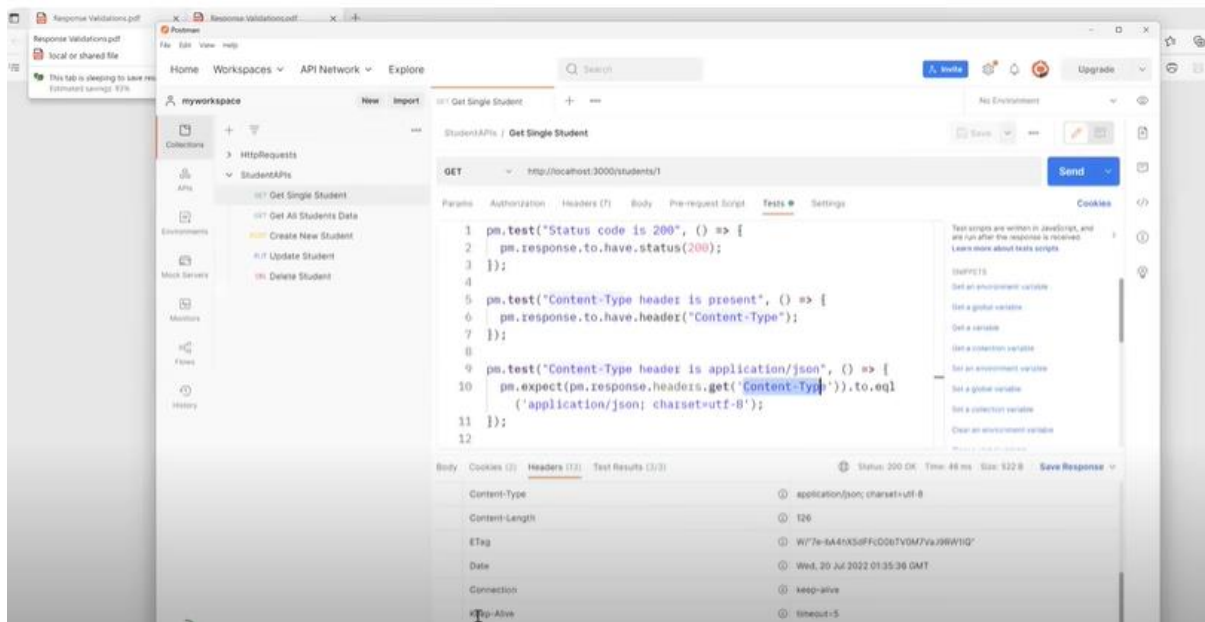 Response Validations.pdf
Response Validations.pdf
Response Validations.pdf
local or shared file
This tab is sleeping to save res
Estimated savings: 83%
Postman
File Edit View Help
Home Workspaces API Network Explore
Search
Invite
Upgrade
myworkspace
New Import
GET Get Single Student
No Environment
Collections
APIs
Environments
Mock Servers
Monitors
Flows
History
HttpRequests
StudentAPIs
GET Get Single Student
GET Get All Students Data
POST Create New Student
PUT Update Student
DEL Delete Student
StudentAPIs / Get Single Student
Save
GET http://localhost:3000/students/1
Send
Params Authorization Headers (7) Body Pre-request Script Tests Settings
Cookies
1 pm.test("Status code is 200", () => {
2 pm.response.to.have.status(200);
3 });
4
5 pm.test("Content-Type header is present", () => {
6 pm.response.to.have.header("Content-Type");
7 });
8
9 pm.test("Content-Type header is application/json", () => {
10 pm.expect(pm.response.headers.get('Content-Type')).to.eql
('application/json; charset=utf-8');
11 });
12
Test scripts are written in JavaScript, and
are run after the response is received.
Learn more about tests scripts
SNIPPETS
Get an environment variable
Get a global variable
Get a variable
Get a collection variable
Set an environment variable
Set a global variable
Set a collection variable
Clear an environment variable
Body Cookies (2) Headers (13) Test Results (3/3)
Status: 200 OK Time: 46 ms Size: 522 B Save Response
Content-Type application/json; charset=utf-8
Content-Length 126
ETag
Date Wed, 20 Jul 2022 01:35:36 GMT
Connection keep-alive
Keep-Alive timeout=5